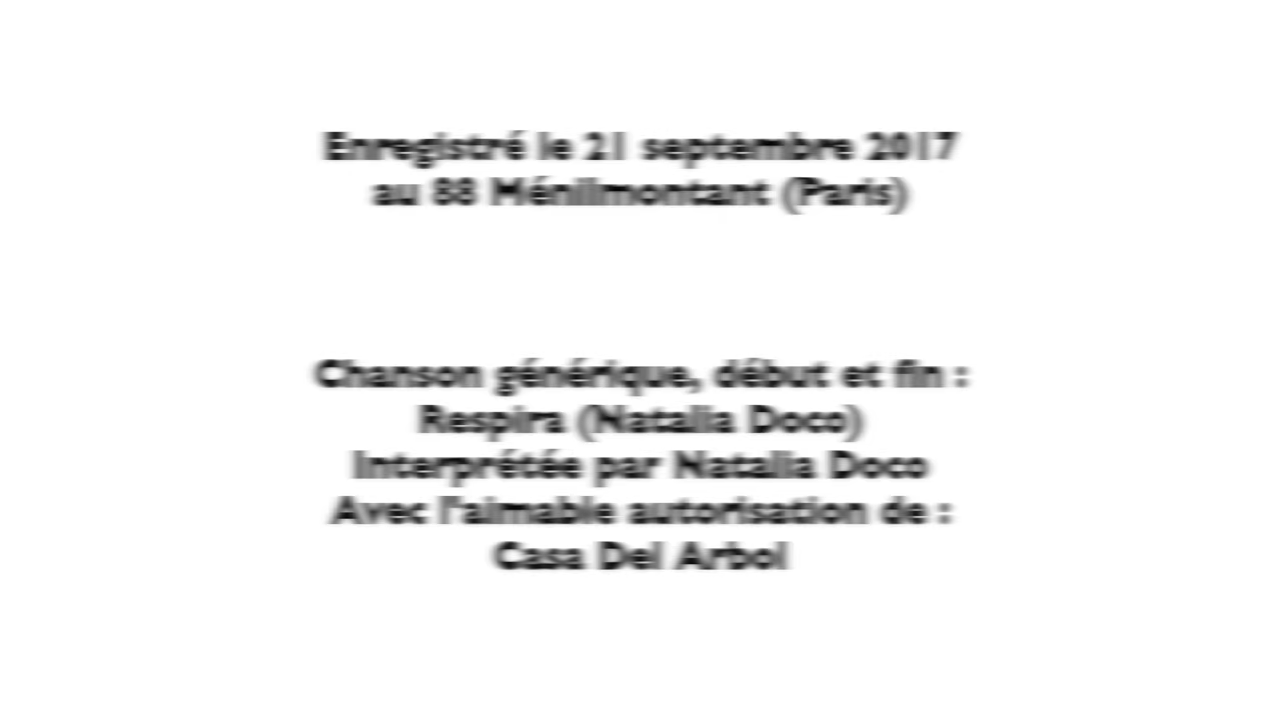 Enregistré le 21 septembre 2017
au 88 Ménilmontant (Paris)
Chanson générique, début et fin :
Respira (Natalia Doco)
Interprétée par Natalia Doco
Avec l'aimable autorisation de :
Casa Del Arbol